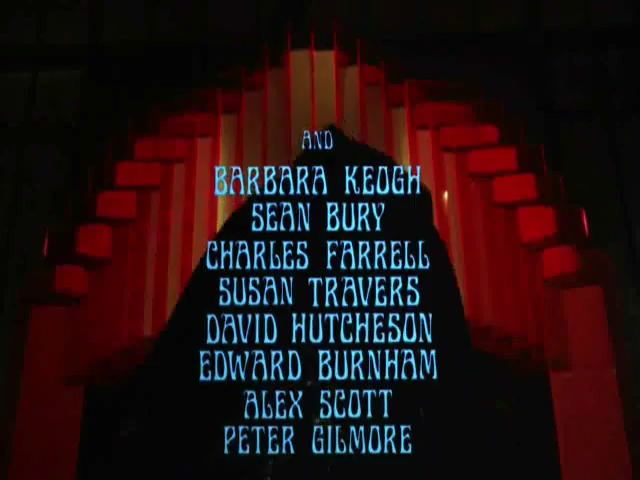 AND
BARBARA KEOGH
SEAN BURY
CHARLES FARRELL
SUSAN TRAVERS
DAVID HUTCHESON
EDWARD BURNHAM
ALEX SCOTT
PETER GILMORE